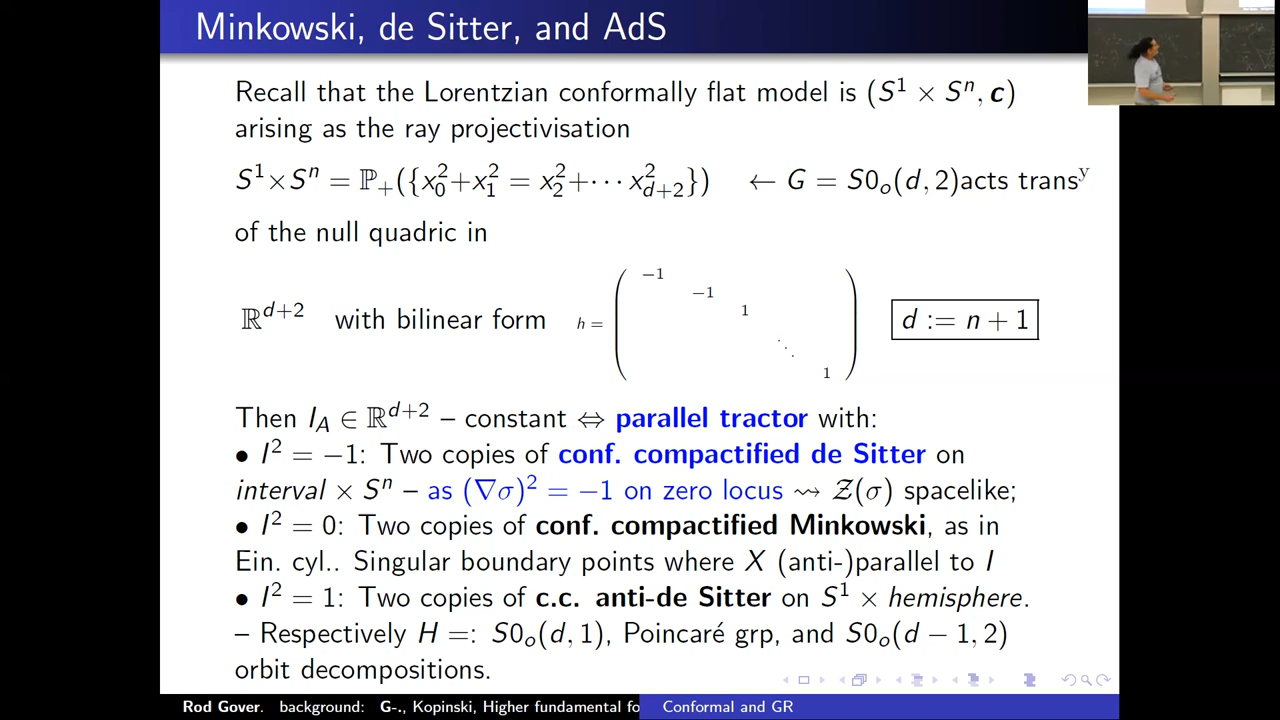 Minkowski, de Sitter, and AdS
Recall that the Lorentzian conformally flat model is (S¹ × Sⁿ, c)
arising as the ray projectivisation
S¹×Sⁿ = ℙ₊({x₀²+x₁² = x₂²+⋯ x²_{d+2}}) ← G = S0ₒ(d, 2)acts transʸ
of the null quadric in
ℝ^{d+2} with bilinear form h = ( −1 −1 1 ⋱ 1 ) d := n + 1
Then I_A ∈ ℝ^{d+2} – constant ⇔ parallel tractor with:
• I² = −1: Two copies of conf. compactified de Sitter on
interval × Sⁿ – as (∇σ)² = −1 on zero locus ⇝ 𝒵(σ) spacelike;
• I² = 0: Two copies of conf. compactified Minkowski, as in
Ein. cyl.. Singular boundary points where X (anti-)parallel to I
• I² = 1: Two copies of c.c. anti-de Sitter on S¹ × hemisphere.
– Respectively H =: S0ₒ(d, 1), Poincaré grp, and S0ₒ(d − 1, 2)
orbit decompositions.
Rod Gover. background: G-., Kopinski, Higher fundamental fo Conformal and GR